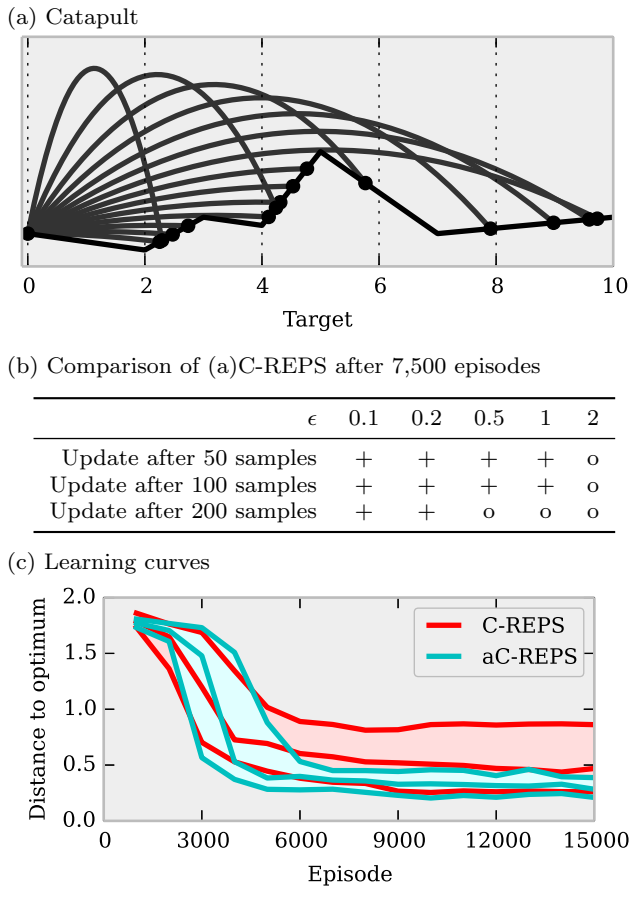 (a) Catapult
0 2 4 6 8 10
Target
(b) Comparison of (a)C-REPS after 7,500 episodes
ϵ 0.1 0.2 0.5 1 2
Update after 50 samples + + + + o
Update after 100 samples + + + + o
Update after 200 samples + + o o o
(c) Learning curves
Distance to optimum
2.0
1.5
1.0
0.5
0.0
C-REPS
aC-REPS
0 3000 6000 9000 12000 15000
Episode